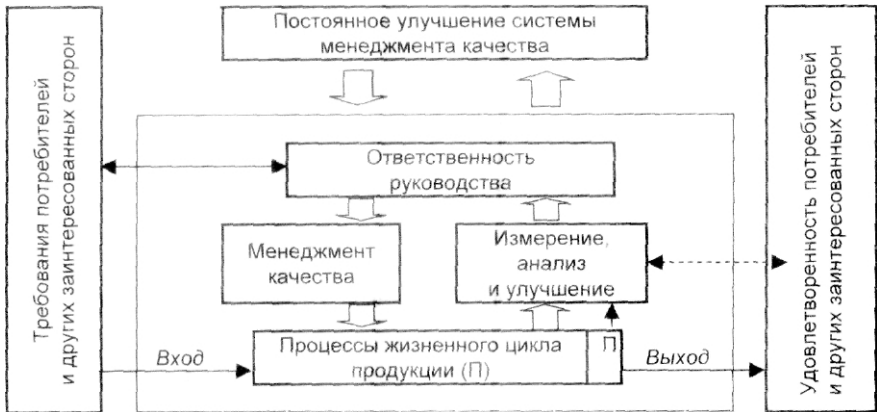 Требования потребителей
и других заинтересованных сторон
Постоянное улучшение системы
менеджмента качества
Ответственность
руководства
Менеджмент
качества
Измерение,
анализ
и улучшение
Вход
Процессы жизненного цикла
продукции (П)
П
Выход
Удовлетворенность потребителей
и других заинтересованных сторон